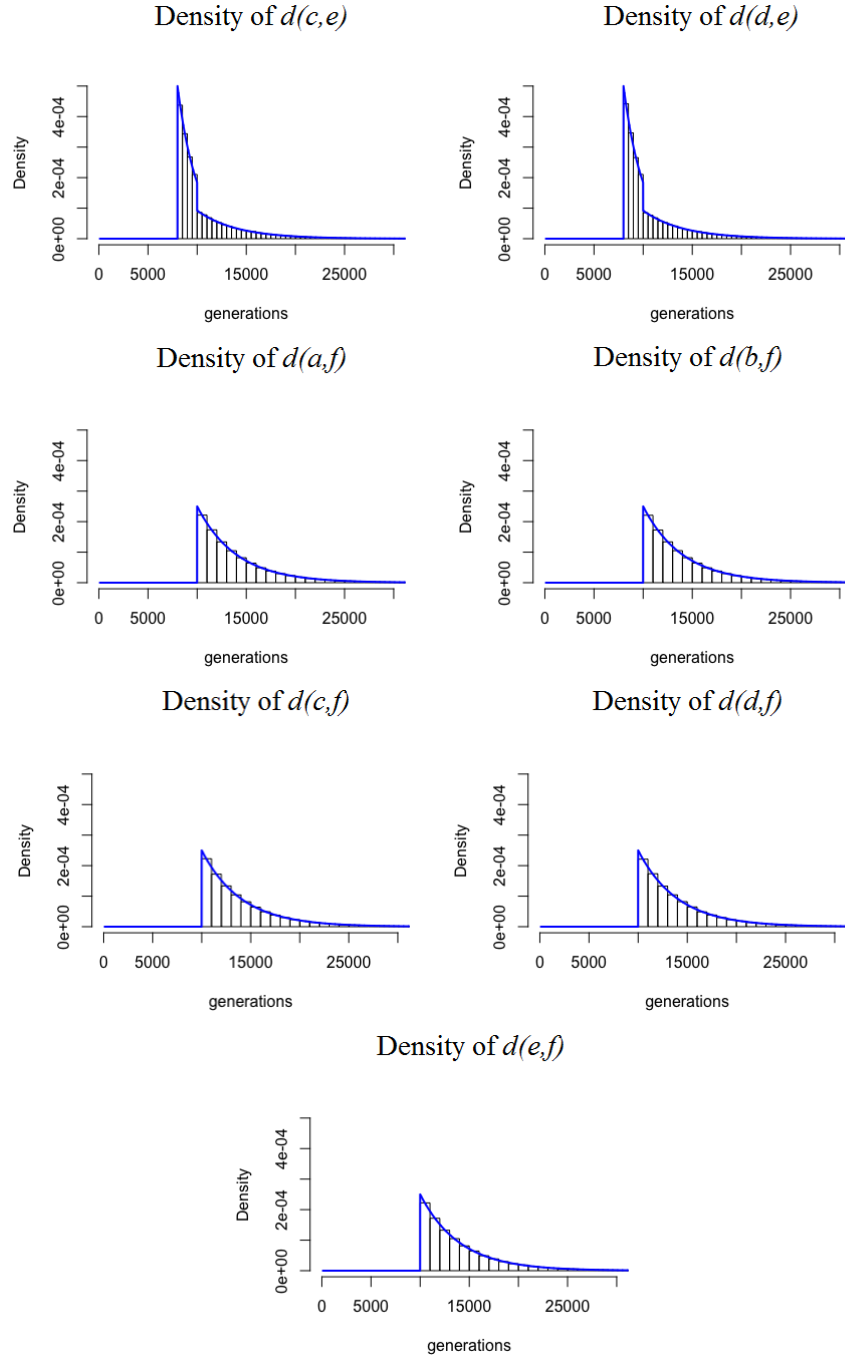 Density of d(c,e)
Density of d(d,e)
Density
0e+00 2e-04 4e-04
0 5000 15000 25000
generations
Density
0e+00 2e-04 4e-04
0 5000 15000 25000
generations
Density of d(a,f)
Density of d(b,f)
Density
0e+00 2e-04 4e-04
0 5000 15000 25000
generations
Density
0e+00 2e-04 4e-04
0 5000 15000 25000
generations
Density of d(c,f)
Density of d(d,f)
Density
0e+00 2e-04 4e-04
0 5000 15000 25000
generations
Density
0e+00 2e-04 4e-04
0 5000 15000 25000
generations
Density of d(e,f)
Density
0e+00 2e-04 4e-04
0 5000 15000 25000
generations